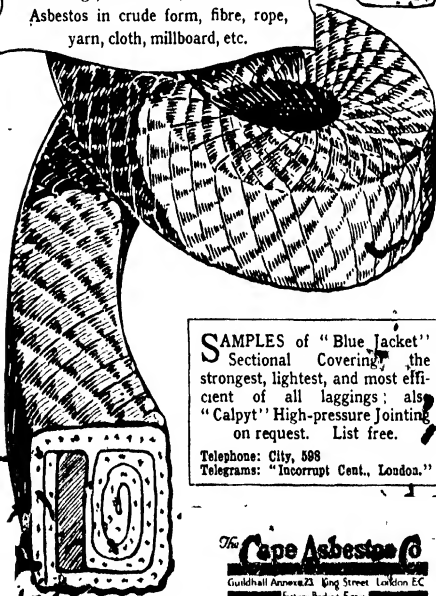 Asbestos in crude form, fibre, rope,
yarn, cloth, millboard, etc.
SAMPLES of "Blue Jacket"
Sectional Covering, the
strongest, lightest, and most effi-
cient of all laggings; also
"Calpyt" High-pressure Jointing
on request. List free.
Telephone: City, 598
Telegrams: "Incorrupt Cent., London."
The Cape Asbestos Co
Guildhall Annexe 23 King Street London EC